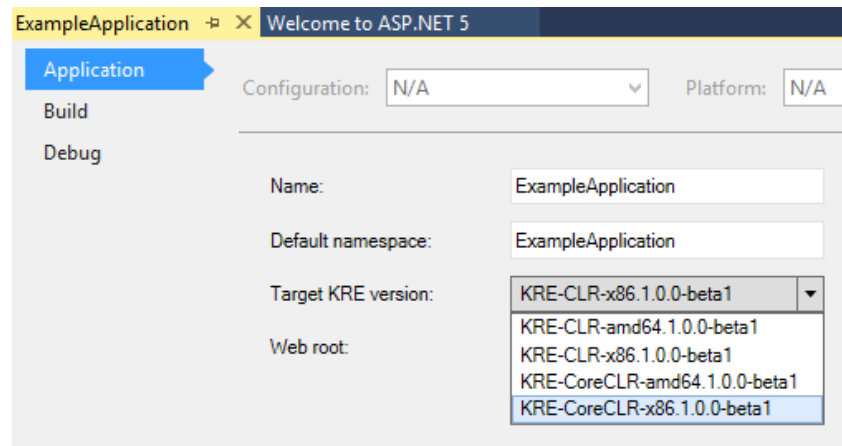 ExampleApplication Welcome to ASP.NET 5
Application
Configuration: N/A Platform: N/A
Build
Debug
Name: ExampleApplication
Default namespace: ExampleApplication
Target KRE version: KRE-CLR-x86.1.0.0-beta1
KRE-CLR-amd64.1.0.0-beta1
Web root: KRE-CLR-x86.1.0.0-beta1
KRE-CoreCLR-amd64.1.0.0-beta1
KRE-CoreCLR-x86.1.0.0-beta1